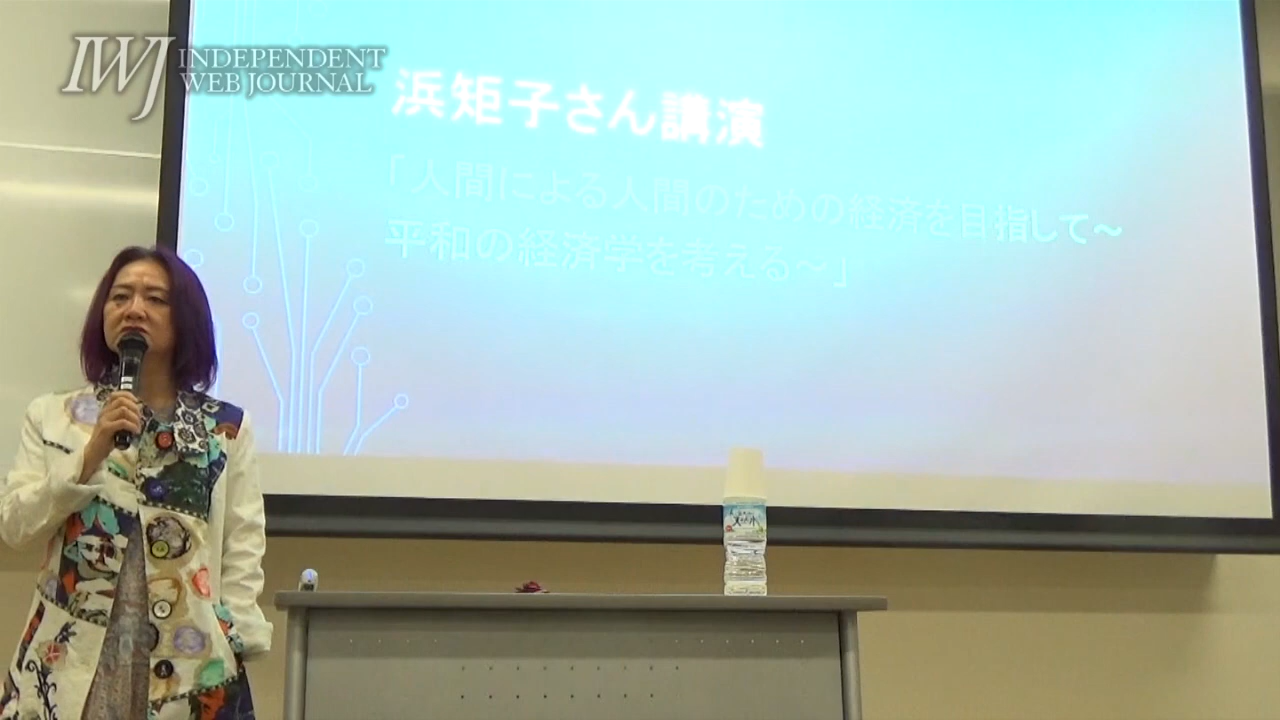 IWJ INDEPENDENT
WEB JOURNAL
浜矩子さん講演
「人間による人間のための経済を目指して～
平和の経済学を考える～」